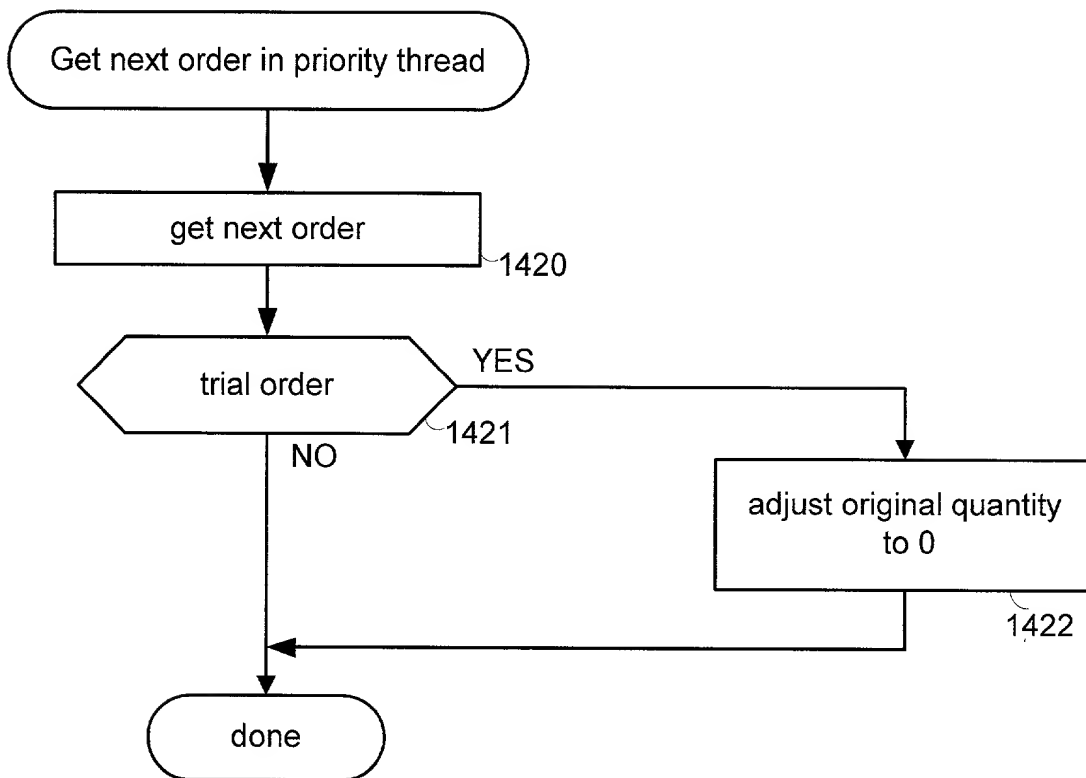 Get next order in priority thread
get next order
1420
trial order
YES
1421
NO
adjust original quantity
to 0
1422
done